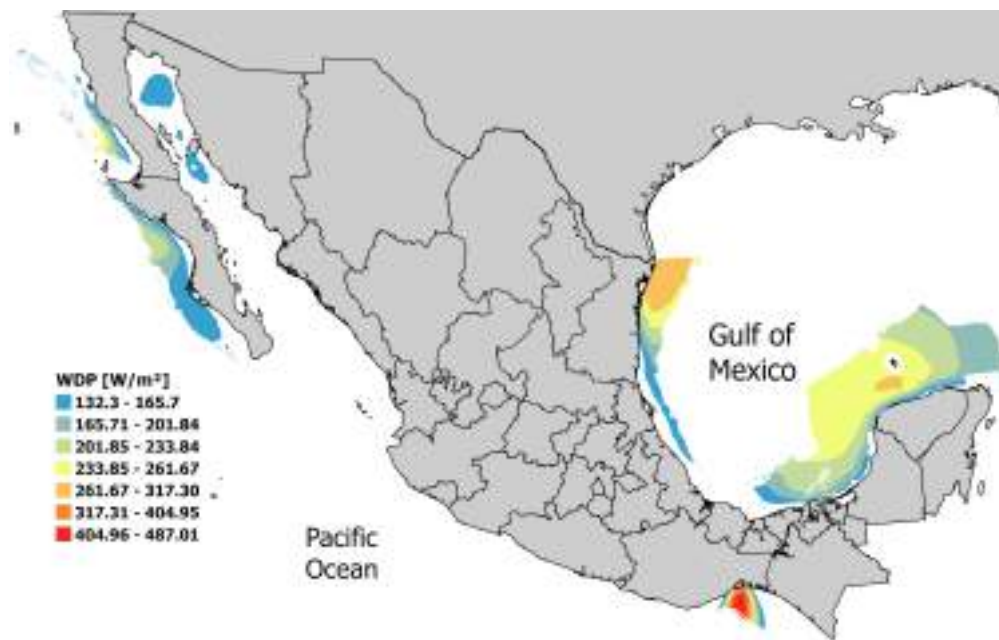 Gulf of
Mexico
WDP [W/m²]
132.3 - 165.7
165.71 - 201.84
201.85 - 233.84
233.85 - 261.67
261.67 - 317.30
317.31 - 404.95
404.96 - 487.01
Pacific
Ocean